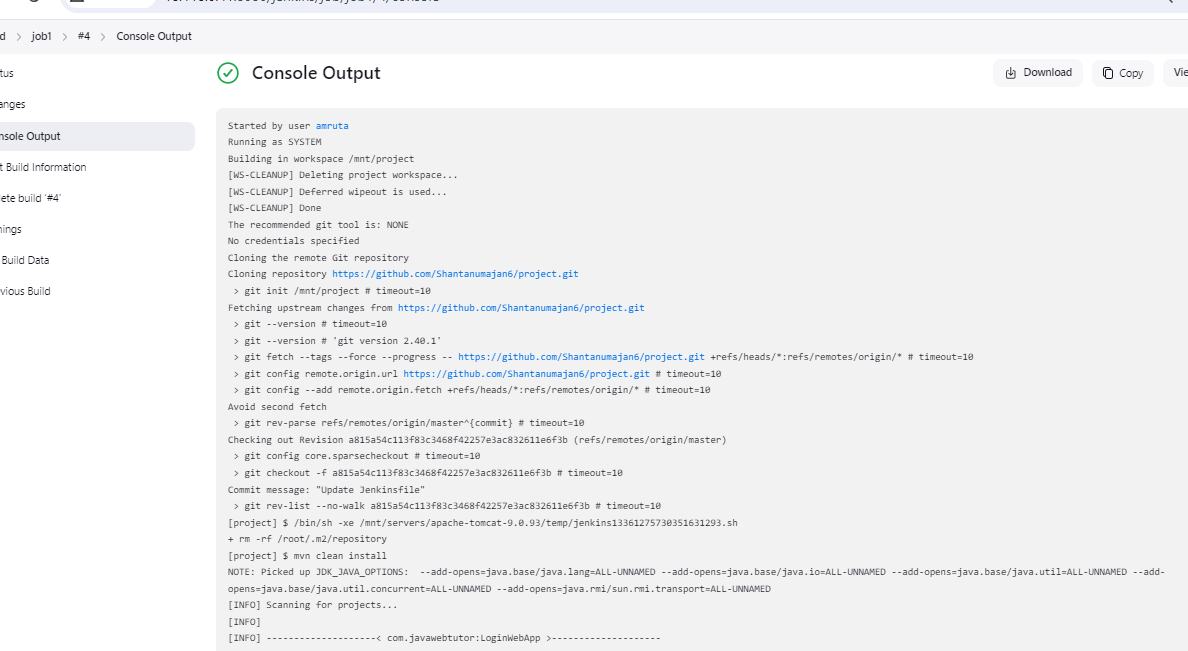 d > job1 > #4 > Console Output
tus
anges
nsole Output
t Build Information
ete build '#4'
nings
Build Data
vious Build
Console Output
Download
Copy
Vie
Started by user amruta
Running as SYSTEM
Building in workspace /mnt/project
[WS-CLEANUP] Deleting project workspace...
[WS-CLEANUP] Deferred wipeout is used...
[WS-CLEANUP] Done
The recommended git tool is: NONE
No credentials specified
Cloning the remote Git repository
Cloning repository https://github.com/Shantanumajan6/project.git
> git init /mnt/project # timeout=10
Fetching upstream changes from https://github.com/Shantanumajan6/project.git
> git --version # timeout=10
> git --version # 'git version 2.40.1'
> git fetch --tags --force --progress -- https://github.com/Shantanumajan6/project.git +refs/heads/*:refs/remotes/origin/* # timeout=10
> git config remote.origin.url https://github.com/Shantanumajan6/project.git # timeout=10
> git config --add remote.origin.fetch +refs/heads/*:refs/remotes/origin/* # timeout=10
Avoid second fetch
> git rev-parse refs/remotes/origin/master^{commit} # timeout=10
Checking out Revision a815a54c113f83c3468f42257e3ac832611e6f3b (refs/remotes/origin/master)
> git config core.sparsecheckout # timeout=10
> git checkout -f a815a54c113f83c3468f42257e3ac832611e6f3b # timeout=10
Commit message: "Update Jenkinsfile"
> git rev-list --no-walk a815a54c113f83c3468f42257e3ac832611e6f3b # timeout=10
[project] $ /bin/sh -xe /mnt/servers/apache-tomcat-9.0.93/temp/jenkins13361275730351631293.sh
+ rm -rf /root/.m2/repository
[project] $ mvn clean install
NOTE: Picked up JDK_JAVA_OPTIONS:  --add-opens=java.base/java.lang=ALL-UNNAMED --add-opens=java.base/java.io=ALL-UNNAMED --add-opens=java.base/java.util=ALL-UNNAMED --add-
opens=java.base/java.util.concurrent=ALL-UNNAMED --add-opens=java.rmi/sun.rmi.transport=ALL-UNNAMED
[INFO] Scanning for projects...
[INFO]
[INFO] --------------------< com.javawebtutor:LoginWebApp >--------------------